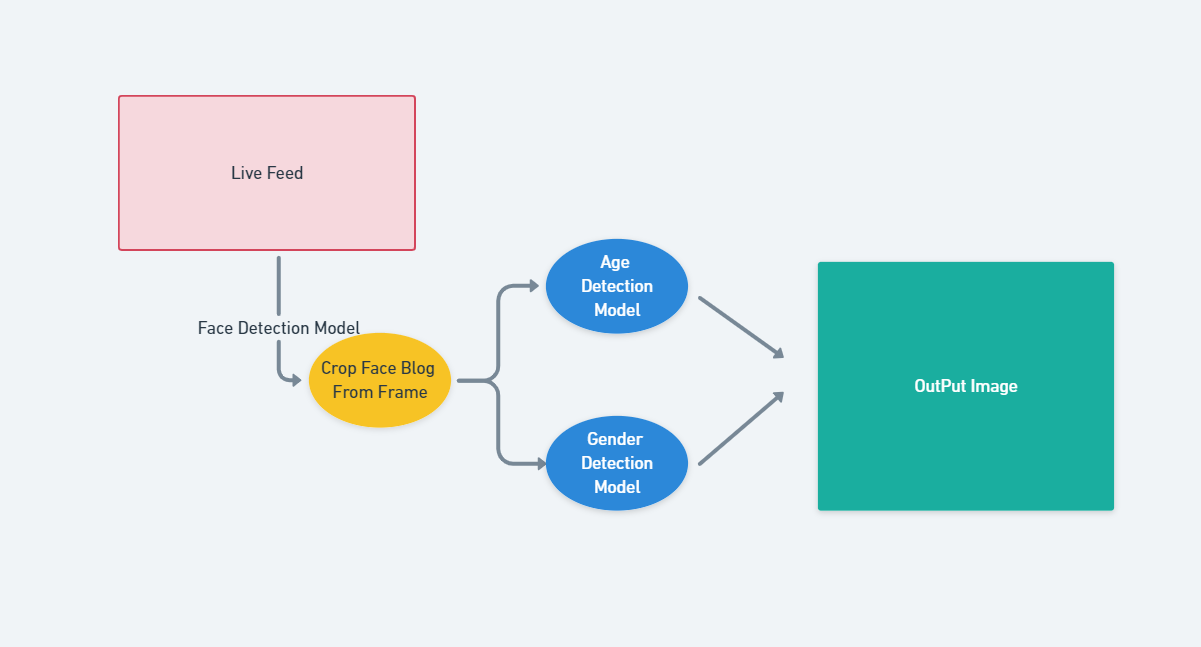 Live Feed
Face Detection Model
Crop Face Blog
From Frame
Age
Detection
Model
Gender
Detection
Model
OutPut Image